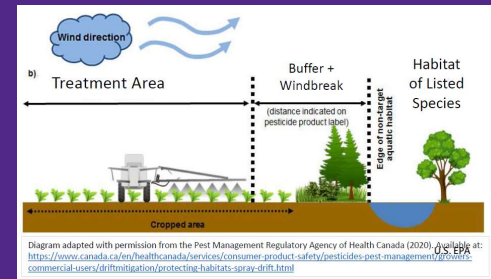 Wind direction
b)
Treatment Area
Buffer +
Windbreak
(distance indicated on
pesticide product label)
Edge of non-target
aquatic habitat
Habitat
of Listed
Species
Cropped area
Diagram adapted with permission from the Pest Management Regulatory Agency of Health Canada (2020). Available at:
https://www.canada.ca/en/healthcanada/services/consumer-product-safety/pesticides-pest-management/growers-
commercial-users/driftmitigation/protecting-habitats-spray-drift.html
U.S. EPA